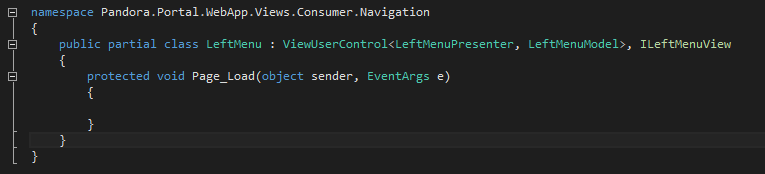 namespace Pandora.Portal.WebApp.Views.Consumer.Navigation
{
    public partial class LeftMenu : ViewUserControl<LeftMenuPresenter, LeftMenuModel>, ILeftMenuView
    {
        protected void Page_Load(object sender, EventArgs e)
        {
        }
    }
}